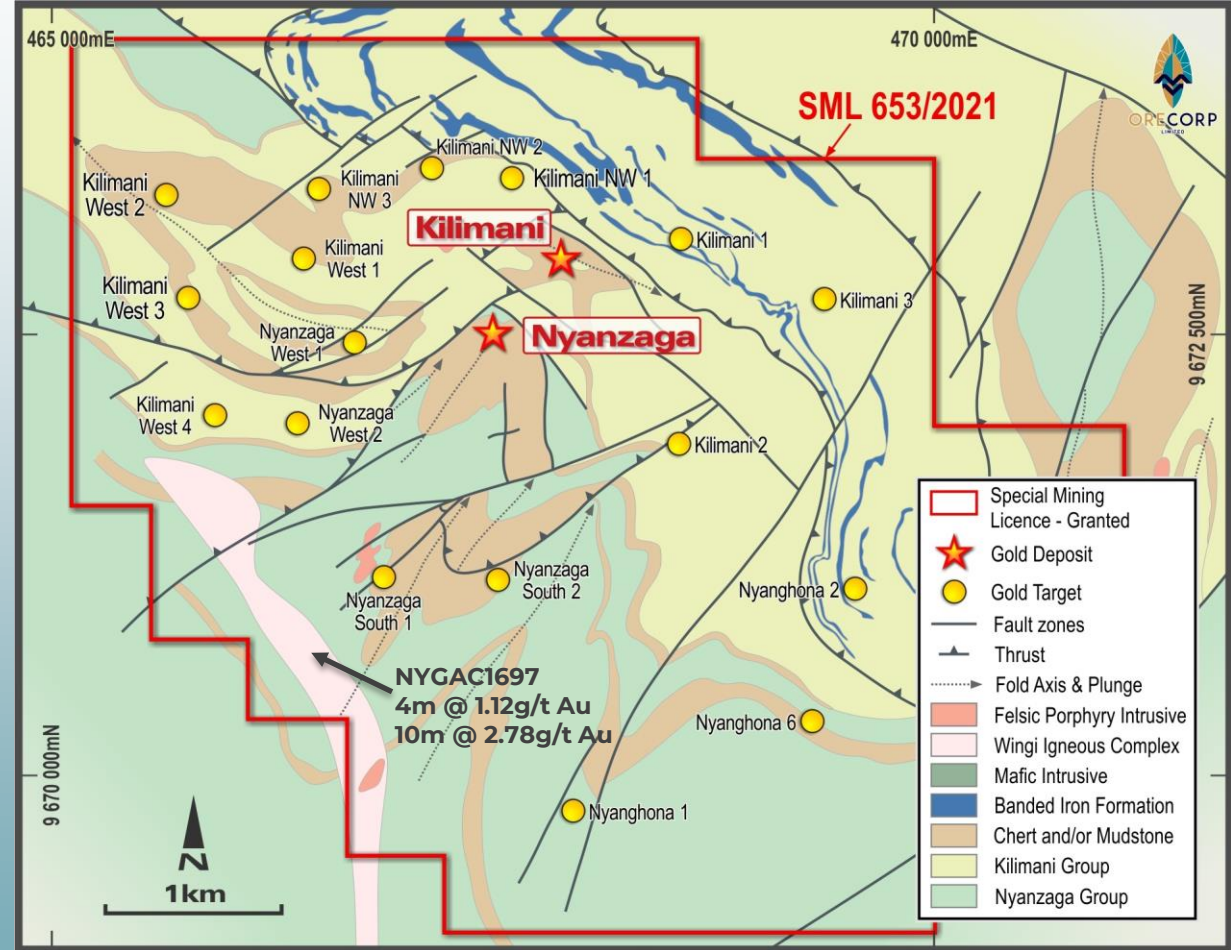 465 000mE
470 000mE
ORECORP
LIMITED
SML 653/2021
Kilimani NW 2
Kilimani
West 2
Kilimani
NW 3
Kilimani NW 1
Kilimani
Kilimani 1
Kilimani
West 1
Kilimani
West 3
Kilimani 3
Nyanzaga
West 1
Nyanzaga
9 672 500mN
Kilimani
West 4
Nyanzaga
West 2
Kilimani 2
Nyanzaga
South 1
Nyanzaga
South 2
Nyanghona 2
NYGAC1697
4m @ 1.12g/t Au
10m @ 2.78g/t Au
Nyanghona 6
9 670 000mN
Nyanghona 1
N
1km
Special Mining
Licence - Granted
Gold Deposit
Gold Target
Fault zones
Thrust
Fold Axis & Plunge
Felsic Porphyry Intrusive
Wingi Igneous Complex
Mafic Intrusive
Banded Iron Formation
Chert and/or Mudstone
Kilimani Group
Nyanzaga Group